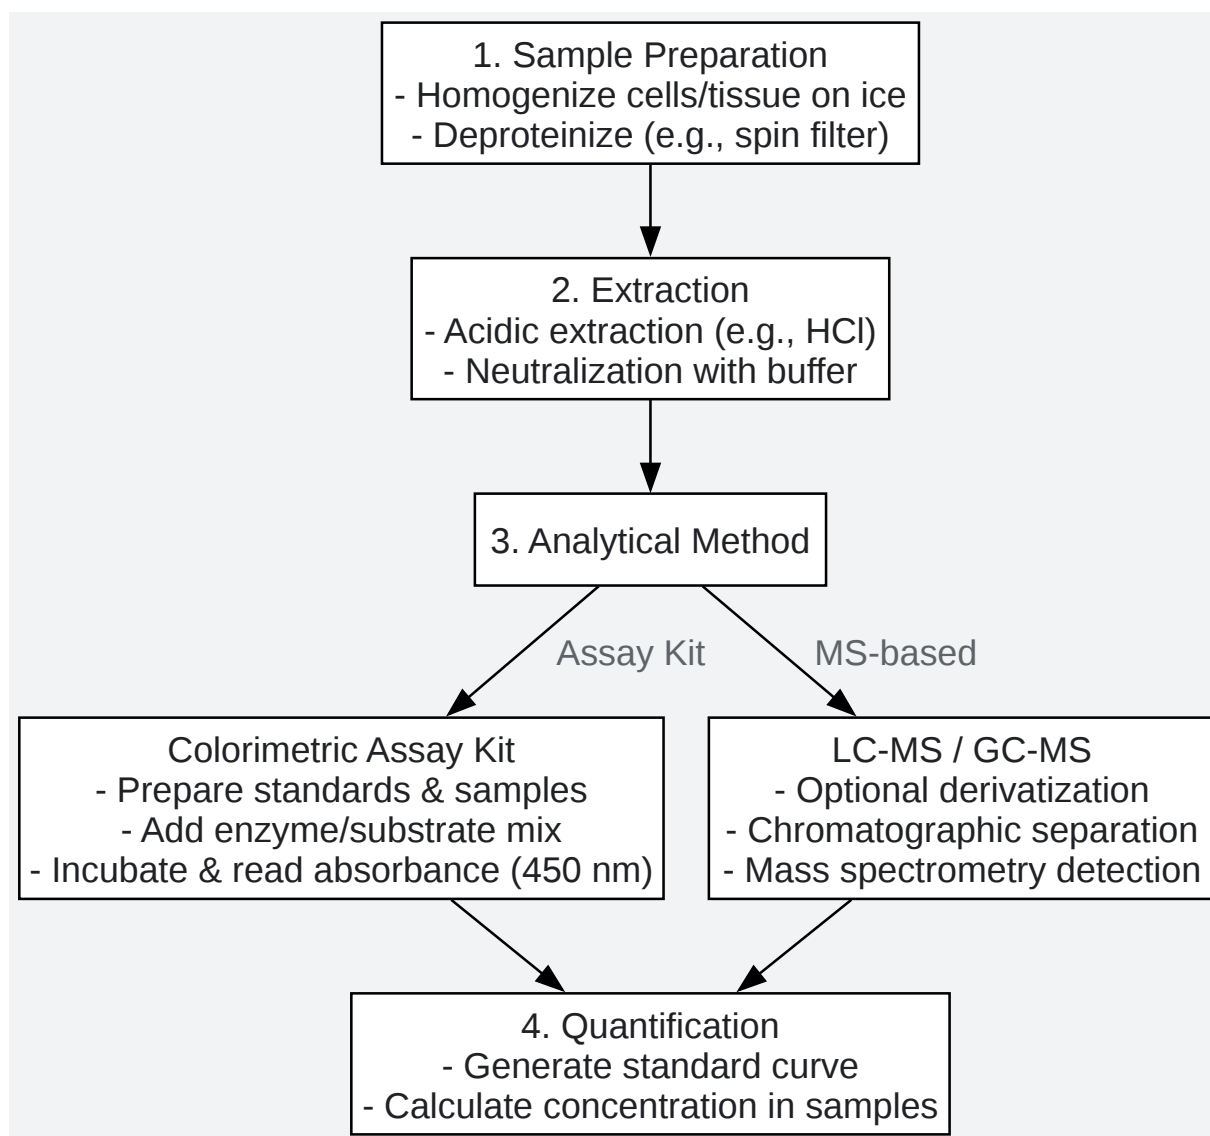 1. Sample Preparation
- Homogenize cells/tissue on ice
- Deproteinize (e.g., spin filter)
2. Extraction
- Acidic extraction (e.g., HCl)
- Neutralization with buffer
3. Analytical Method
Assay Kit
MS-based
Colorimetric Assay Kit
- Prepare standards & samples
- Add enzyme/substrate mix
- Incubate & read absorbance (450 nm)
LC-MS / GC-MS
- Optional derivatization
- Chromatographic separation
- Mass spectrometry detection
4. Quantification
- Generate standard curve
- Calculate concentration in samples